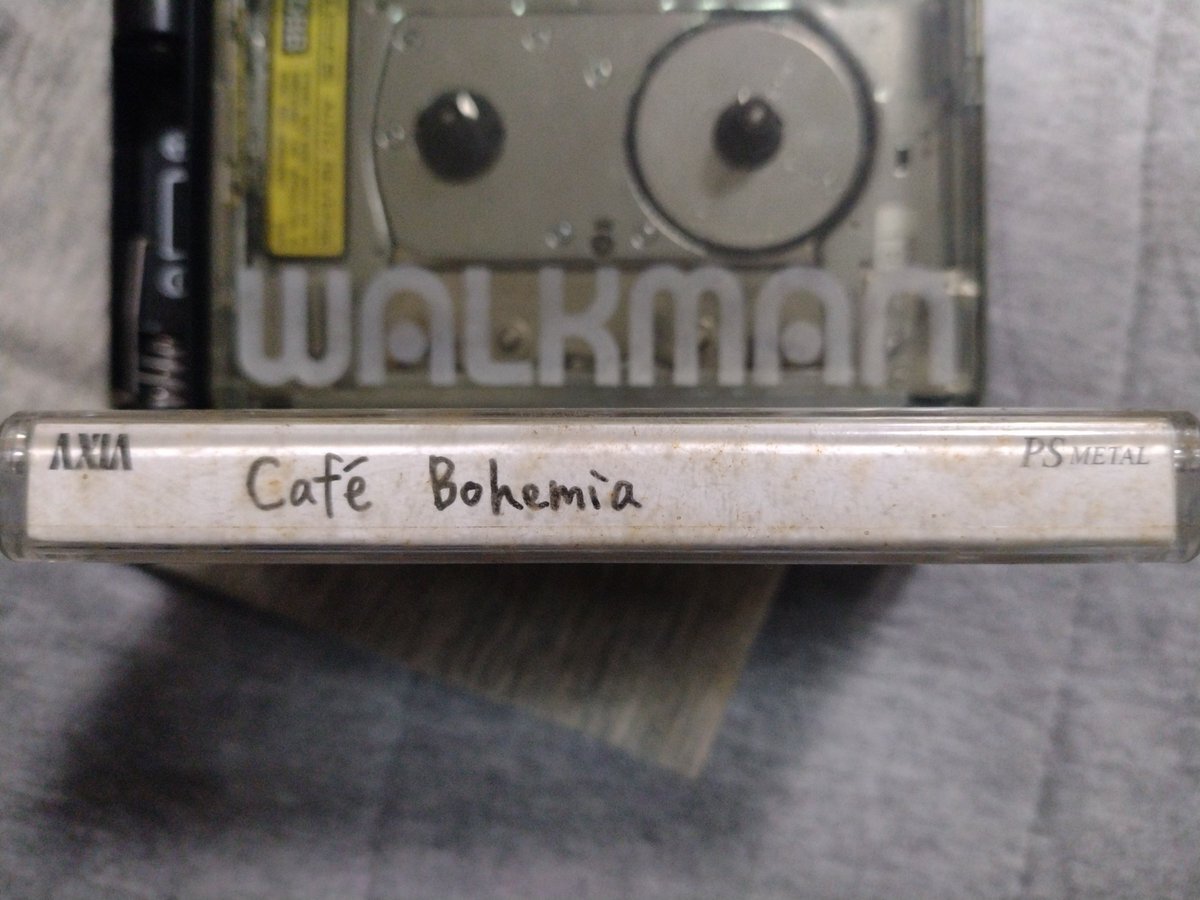 WALKMAN
AXIA
Café Bohemia
PS METAL